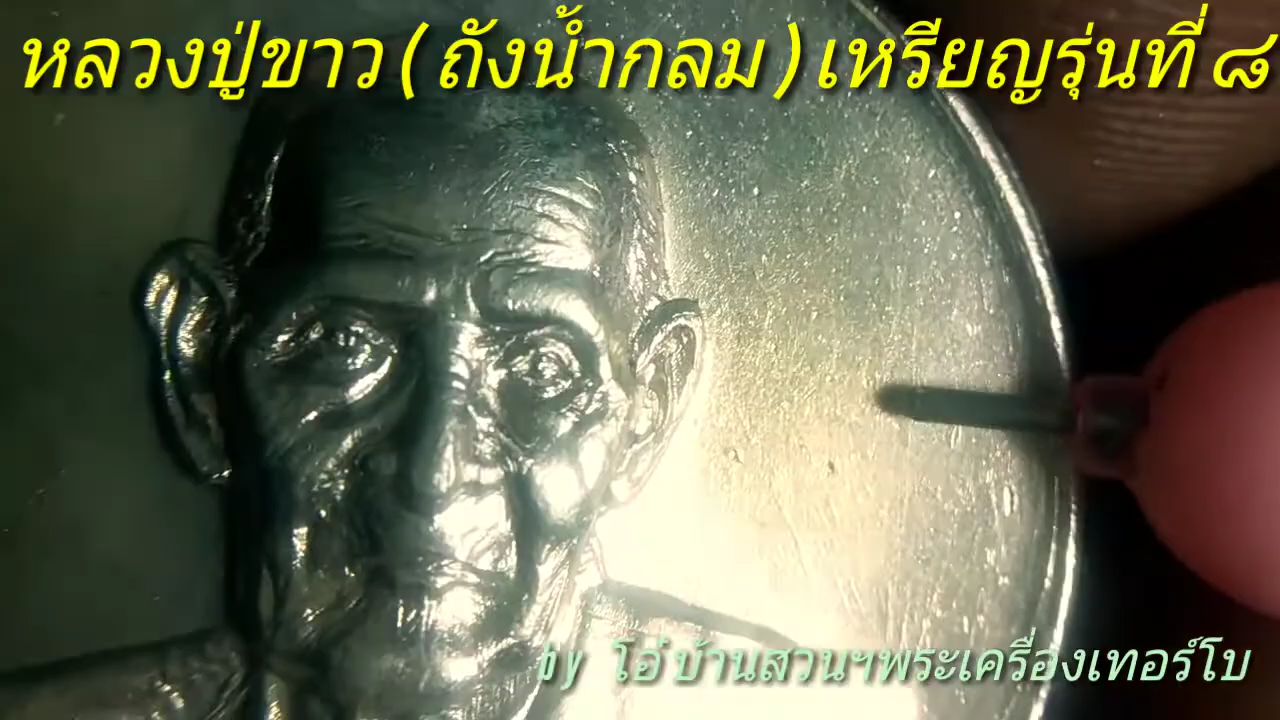 หลวงปู่ขาว(ถังน้ำกลม)เหรียญรุ่นที่ ๘
by โอ๋ บ้านสวนฯพระเครื่องเทอร์โบ